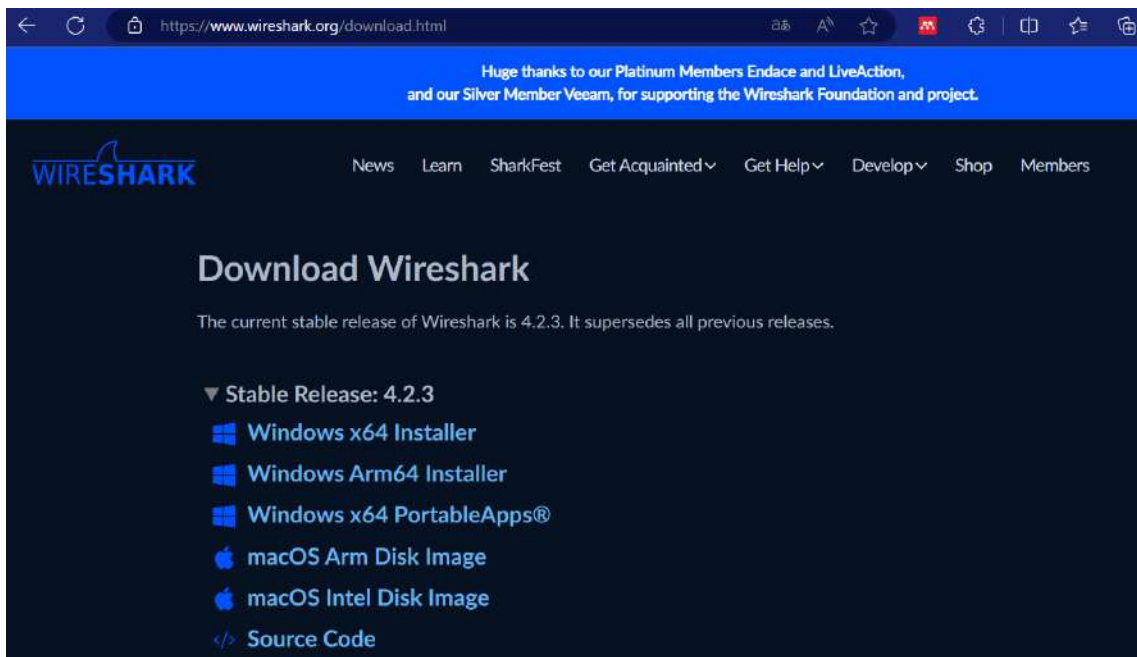 https://www.wireshark.org/download.html
Huge thanks to our Platinum Members Endace and LiveAction,
and our Silver Member Veeam, for supporting the Wireshark Foundation and project.
WIRESHARK News Learn SharkFest Get Acquainted Get Help Develop Shop Members
Download Wireshark
The current stable release of Wireshark is 4.2.3. It supersedes all previous releases.
Stable Release: 4.2.3
Windows x64 Installer
Windows Arm64 Installer
Windows x64 PortableApps®
macOS Arm Disk Image
macOS Intel Disk Image
</> Source Code